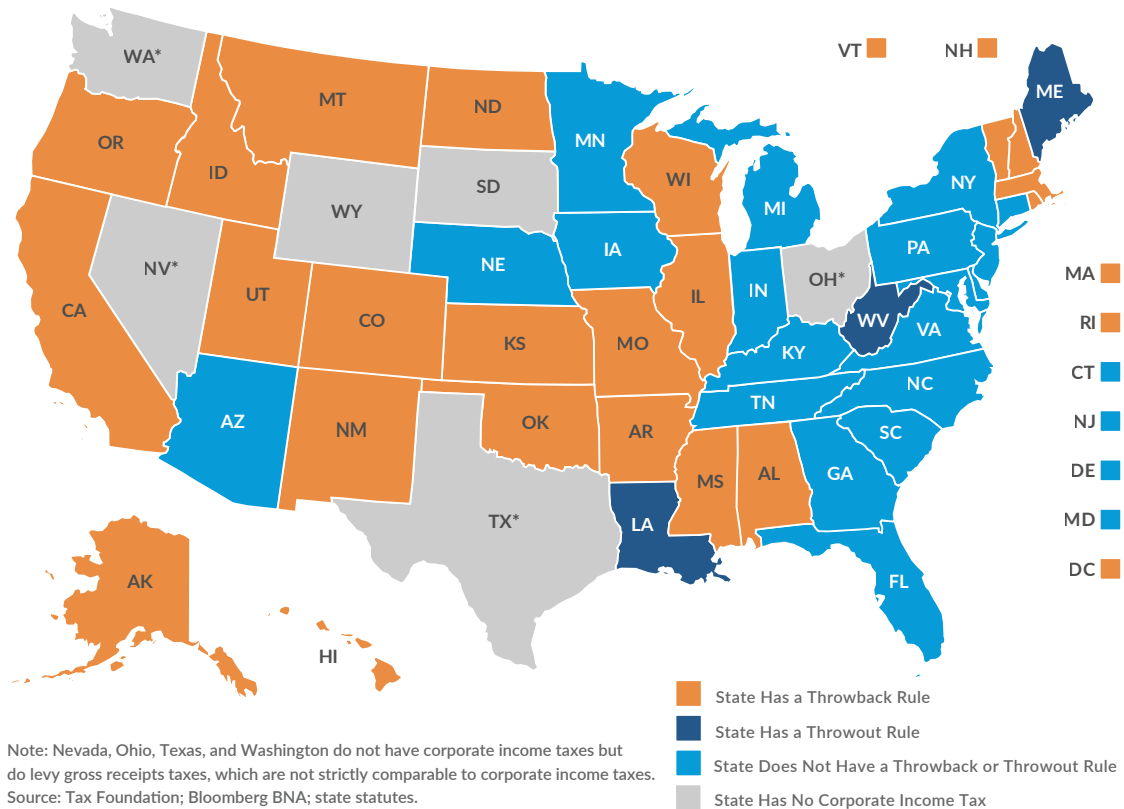 WA*
VT
NH
ME
MT
ND
OR
MN
ID
WI
SD
NY
WY
MI
IA
PA
NE
NV*
OH*
MA
UT
IN
IL
CA
CO
WV
RI
VA
KS
MO
KY
CT
NC
TN
AZ
NM
OK
AR
SC
NJ
MS
AL
GA
DE
TX*
LA
MD
DC
AK
FL
HI
State Has a Throwback Rule
State Has a Throwout Rule
State Does Not Have a Throwback or Throwout Rule
State Has No Corporate Income Tax
Note: Nevada, Ohio, Texas, and Washington do not have corporate income taxes but
do levy gross receipts taxes, which are not strictly comparable to corporate income taxes.
Source: Tax Foundation; Bloomberg BNA; state statutes.